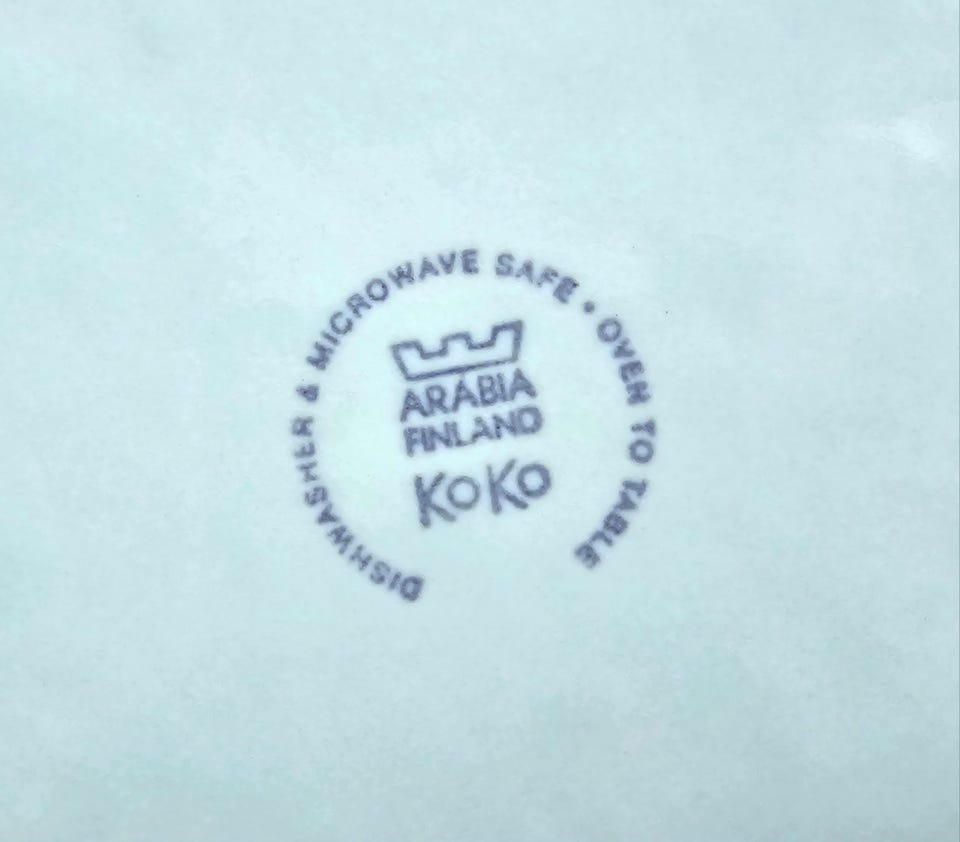 DISHWASHER & MICROWAVE SAFE • OVEN TO TABLE
ARABIA
FINLAND
KOKO